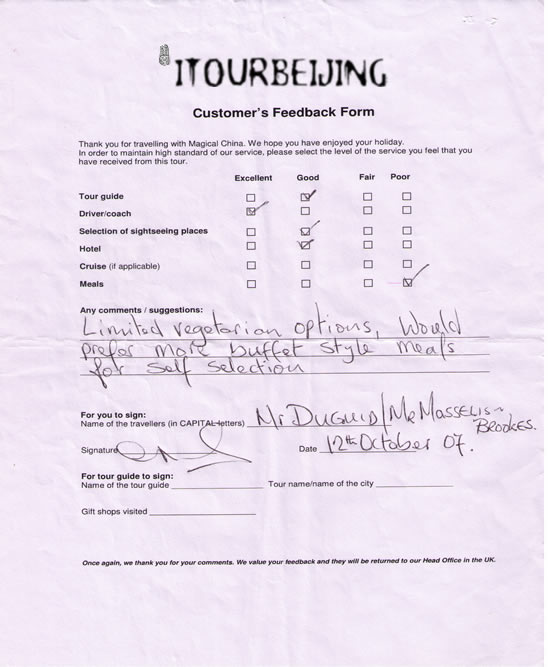 ITOURBEIJING
Customer's Feedback Form
Thank you for travelling with Magical China. We hope you have enjoyed your holiday.
In order to maintain high standard of our service, please select the level of the service you feel that you
have received from this tour.
Excellent Good Fair Poor
Tour guide
Driver/coach
Selection of sightseeing places
Hotel
Cruise (if applicable)
Meals
Any comments / suggestions:
Limited vegetarian options, Would
prefer more buffet style meals
for self selection
For you to sign:
Name of the travellers (in CAPITAL letters) Mr DUGUID/Mr MASSELIS-
BROOKES.
Signature Date 12th October 07.
For tour guide to sign:
Name of the tour guide Tour name/name of the city
Gift shops visited
Once again, we thank you for your comments. We value your feedback and they will be returned to our Head Office in the UK.